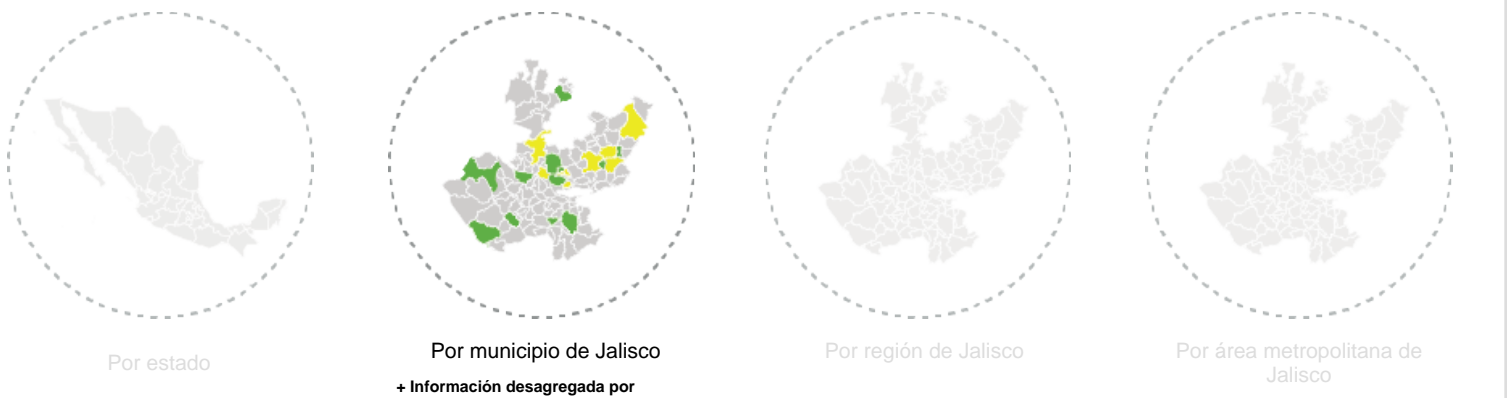 Por estado
Por municipio de Jalisco
+ Información desagregada por
Por región de Jalisco
Por área metropolitana de
Jalisco